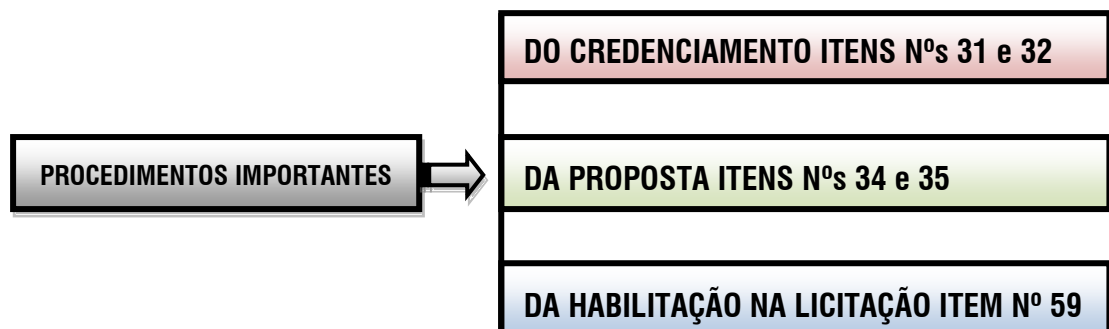 PROCEDIMENTOS IMPORTANTES
DO CREDENCIAMENTO ITENS Nºs 31 e 32
DA PROPOSTA ITENS Nºs 34 e 35
DA HABILITAÇÃO NA LICITAÇÃO ITEM Nº 59